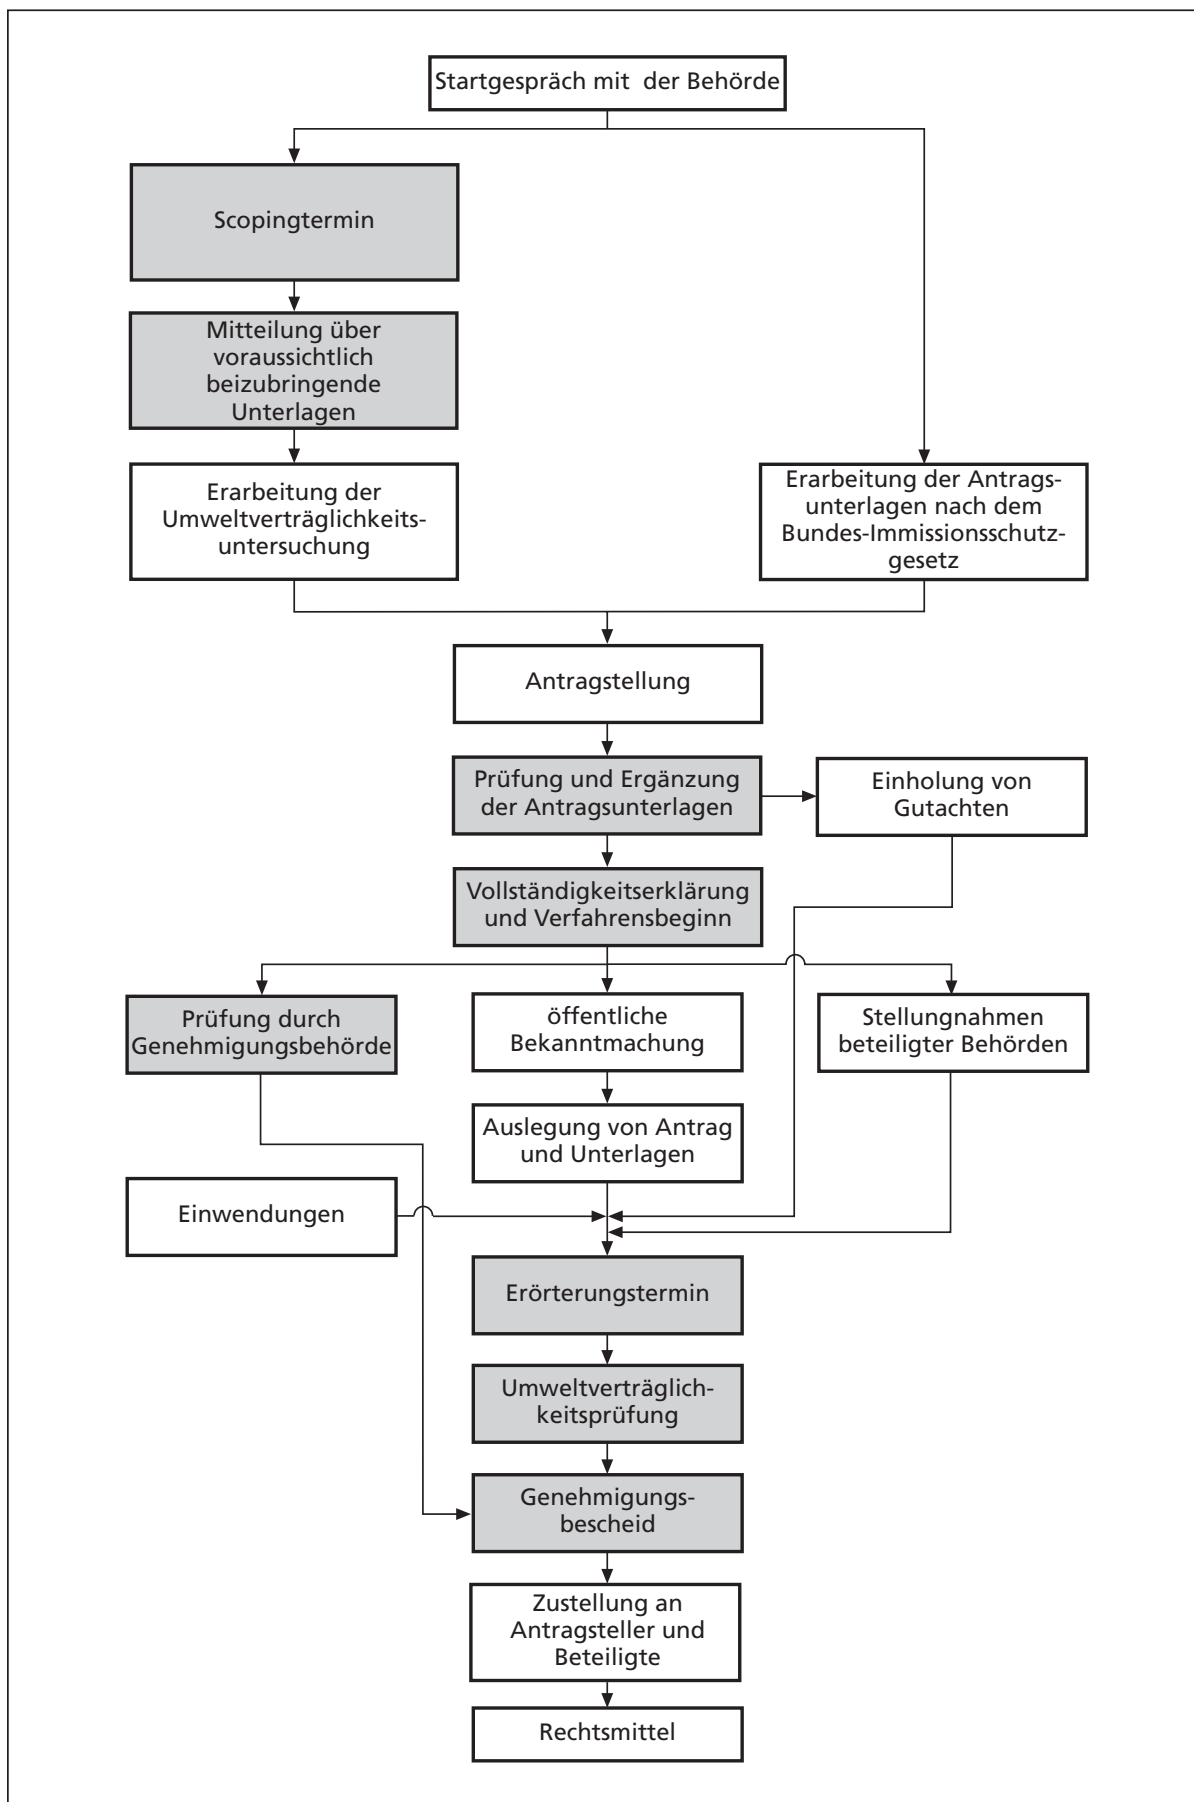 Startgespräch mit der Behörde
Scopingtermin
Mitteilung über
voraussichtlich
beizubringende
Unterlagen
Erarbeitung der
Umweltverträglichkeits-
untersuchung
Erarbeitung der Antrags-
unterlagen nach dem
Bundes-Immissionsschutz-
gesetz
Antragstellung
Prüfung und Ergänzung
der Antragsunterlagen
Einholung von
Gutachten
Vollständigkeitserklärung
und Verfahrensbeginn
Prüfung durch
Genehmigungsbehörde
öffentliche
Bekanntmachung
Stellungnahmen
beteiligter Behörden
Auslegung von Antrag
und Unterlagen
Einwendungen
Erörterungstermin
Umweltverträglich-
keitsprüfung
Genehmigungs-
bescheid
Zustellung an
Antragsteller und
Beteiligte
Rechtsmittel